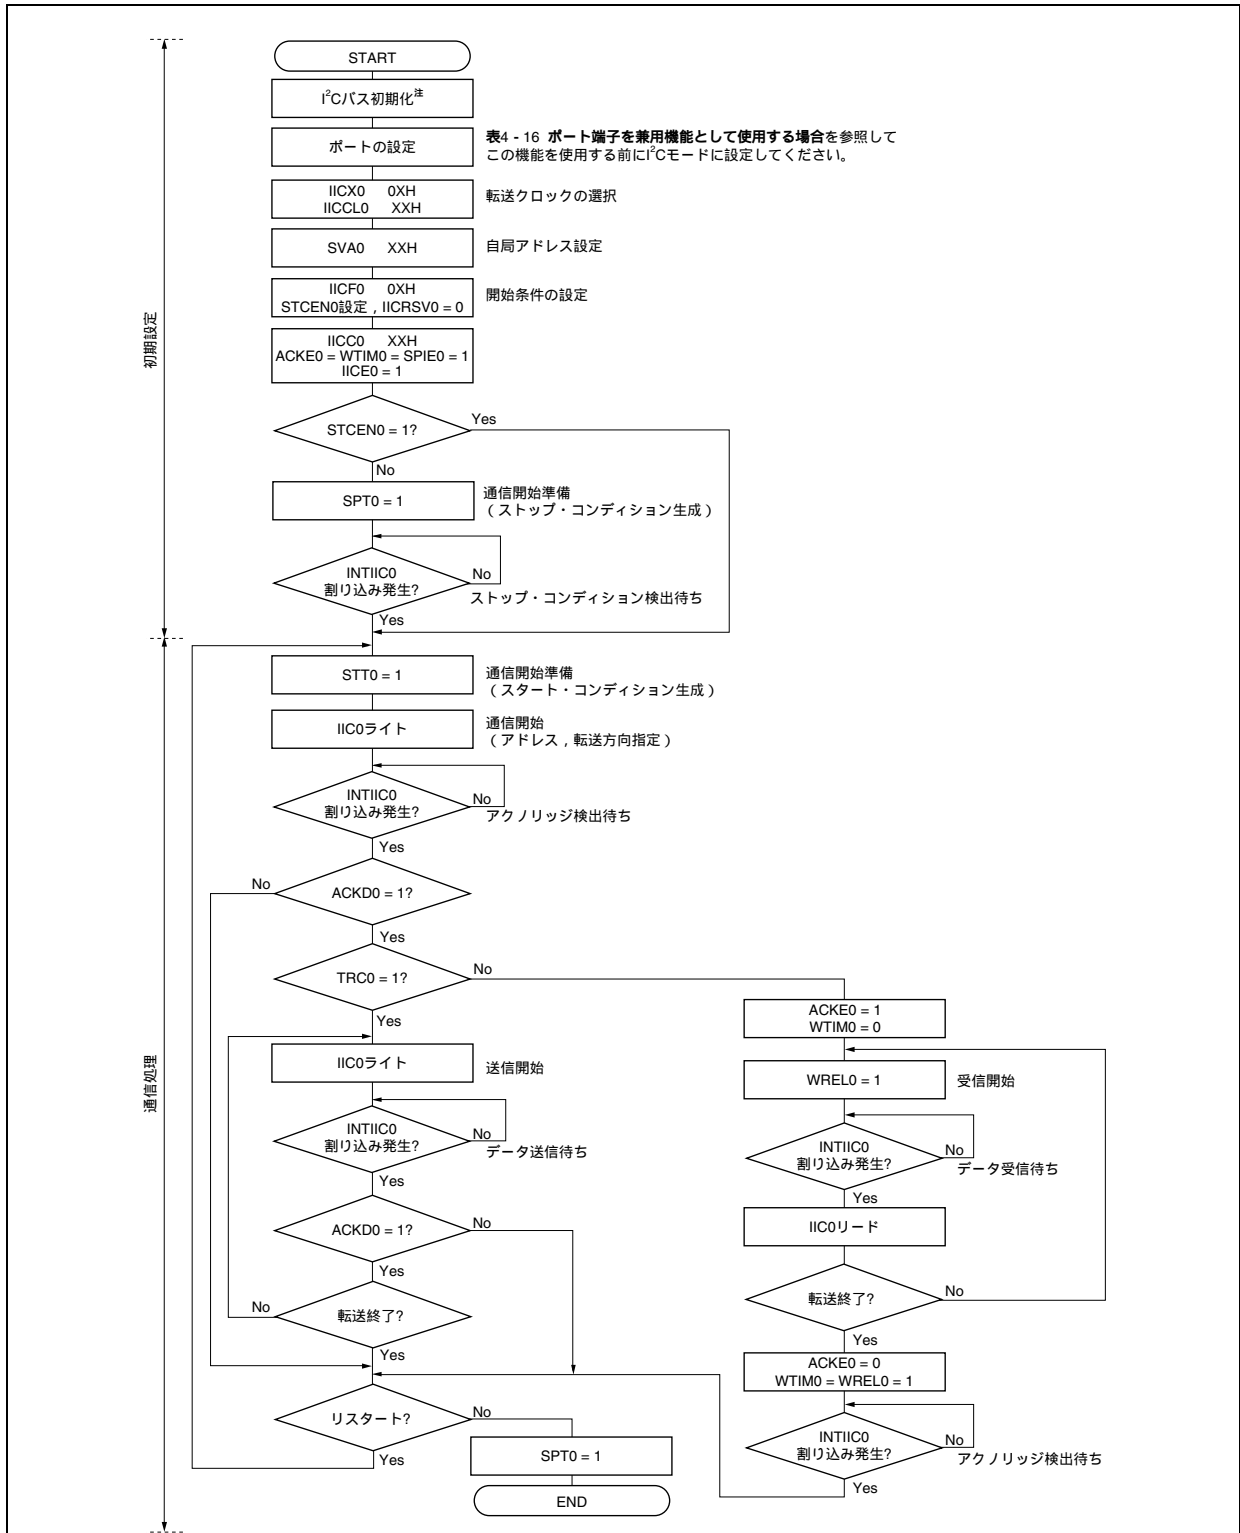 START
I²Cバス初期化注
ポートの設定
表4 - 16 ポート端子を兼用機能として使用する場合を参照して
この機能を使用する前にI²Cモードに設定してください。
IICX0 0XH
IICCL0 XXH
転送クロックの選択
SVA0 XXH
自局アドレス設定
IICF0 0XH
STCEN0設定 , IICRSV0 = 0
開始条件の設定
初期設定
IICC0 XXH
ACKE0 = WTIM0 = SPIE0 = 1
IICE0 = 1
STCEN0 = 1?
Yes
No
SPT0 = 1
通信開始準備
( ストップ・コンディション生成 )
INTIIC0
割り込み発生?
No
ストップ・コンディション検出待ち
Yes
STT0 = 1
通信開始準備
( スタート・コンディション生成 )
IIC0ライト
通信開始
( アドレス , 転送方向指定 )
INTIIC0
割り込み発生?
No
アクノリッジ検出待ち
Yes
No
ACKD0 = 1?
Yes
TRC0 = 1?
No
Yes
通信処理
IIC0ライト
送信開始
INTIIC0
割り込み発生?
No
データ送信待ち
Yes
ACKD0 = 1?
No
Yes
No
転送終了?
Yes
リスタート?
No
Yes
SPT0 = 1
END
ACKE0 = 1
WTIM0 = 0
WREL0 = 1
受信開始
INTIIC0
割り込み発生?
No
データ受信待ち
Yes
IIC0リード
転送終了?
No
Yes
ACKE0 = 0
WTIM0 = WREL0 = 1
INTIIC0
割り込み発生?
No
アクノリッジ検出待ち
Yes